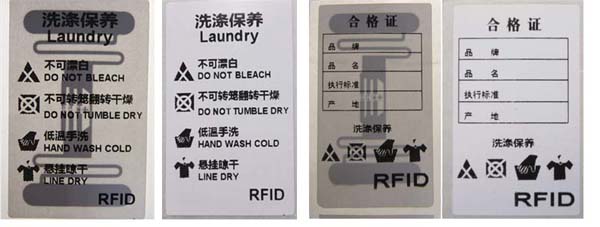 洗涤保养
Laundry
不可漂白
DO NOT BLEACH
不可转笼翻转干燥
DO NOT TUMBLE DRY
低温手洗
HAND WASH COLD
悬挂晾干
LINE DRY
RFID
洗涤保养
Laundry
不可漂白
DO NOT BLEACH
不可转笼翻转干燥
DO NOT TUMBLE DRY
低温手洗
HAND WASH COLD
悬挂晾干
LINE DRY
RFID
合格证
品 牌
品 名
执行标准
产 地
洗涤保养
RFID
合格证
品 牌
品 名
执行标准
产 地
洗涤保养
RFID